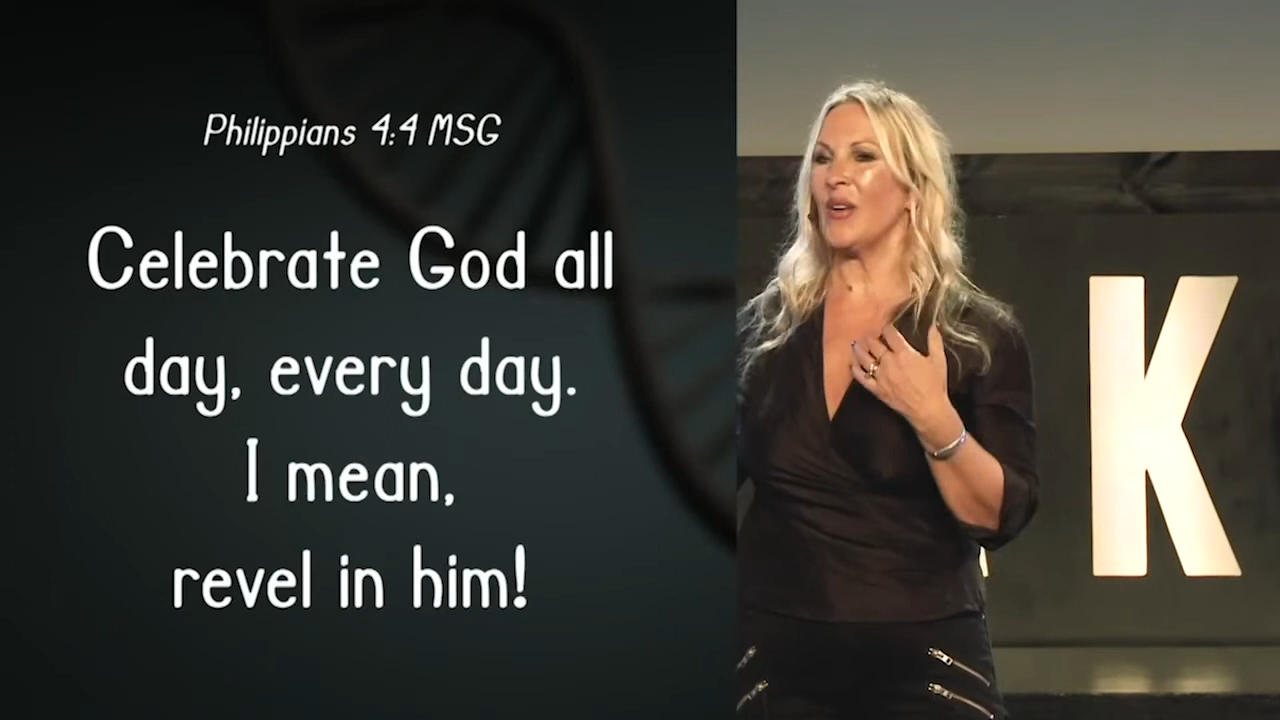 Philippians 4:4 MSG
Celebrate God all
day, every day.
I mean,
revel in him!
K